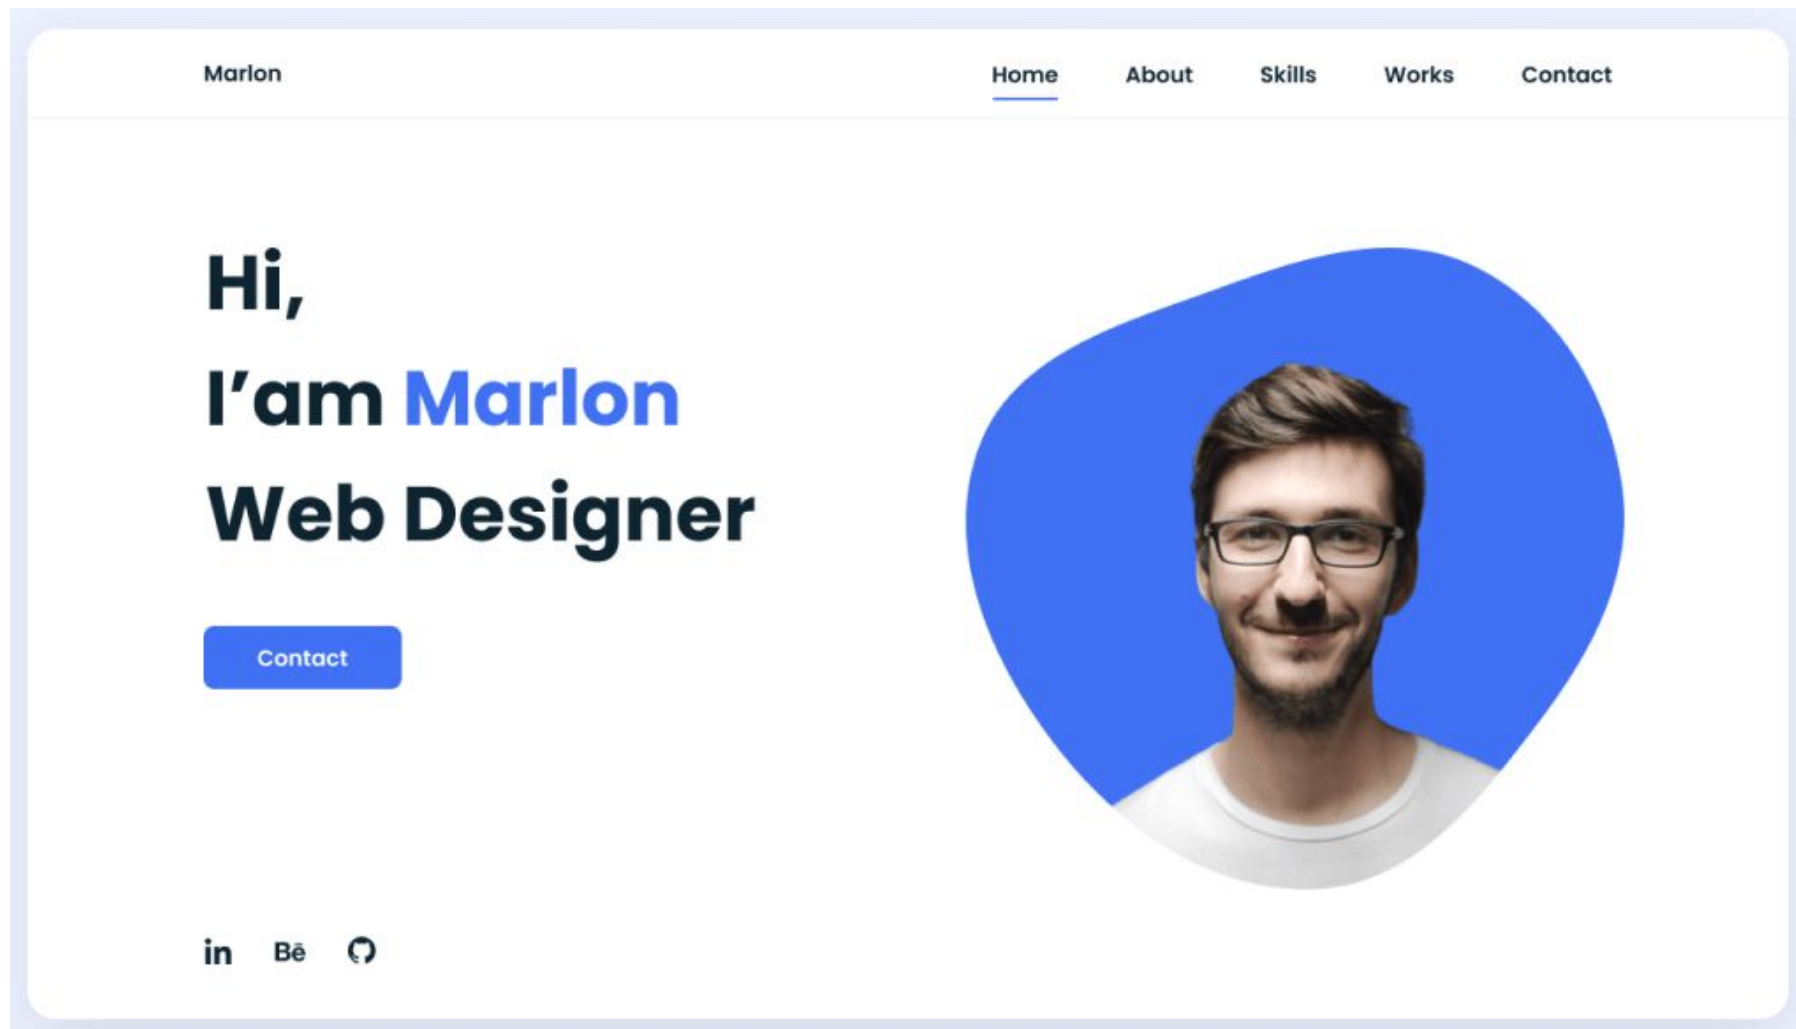 Marlon
Home About Skills Works Contact
Hi,
I’am Marlon
Web Designer
Contact
in Bē